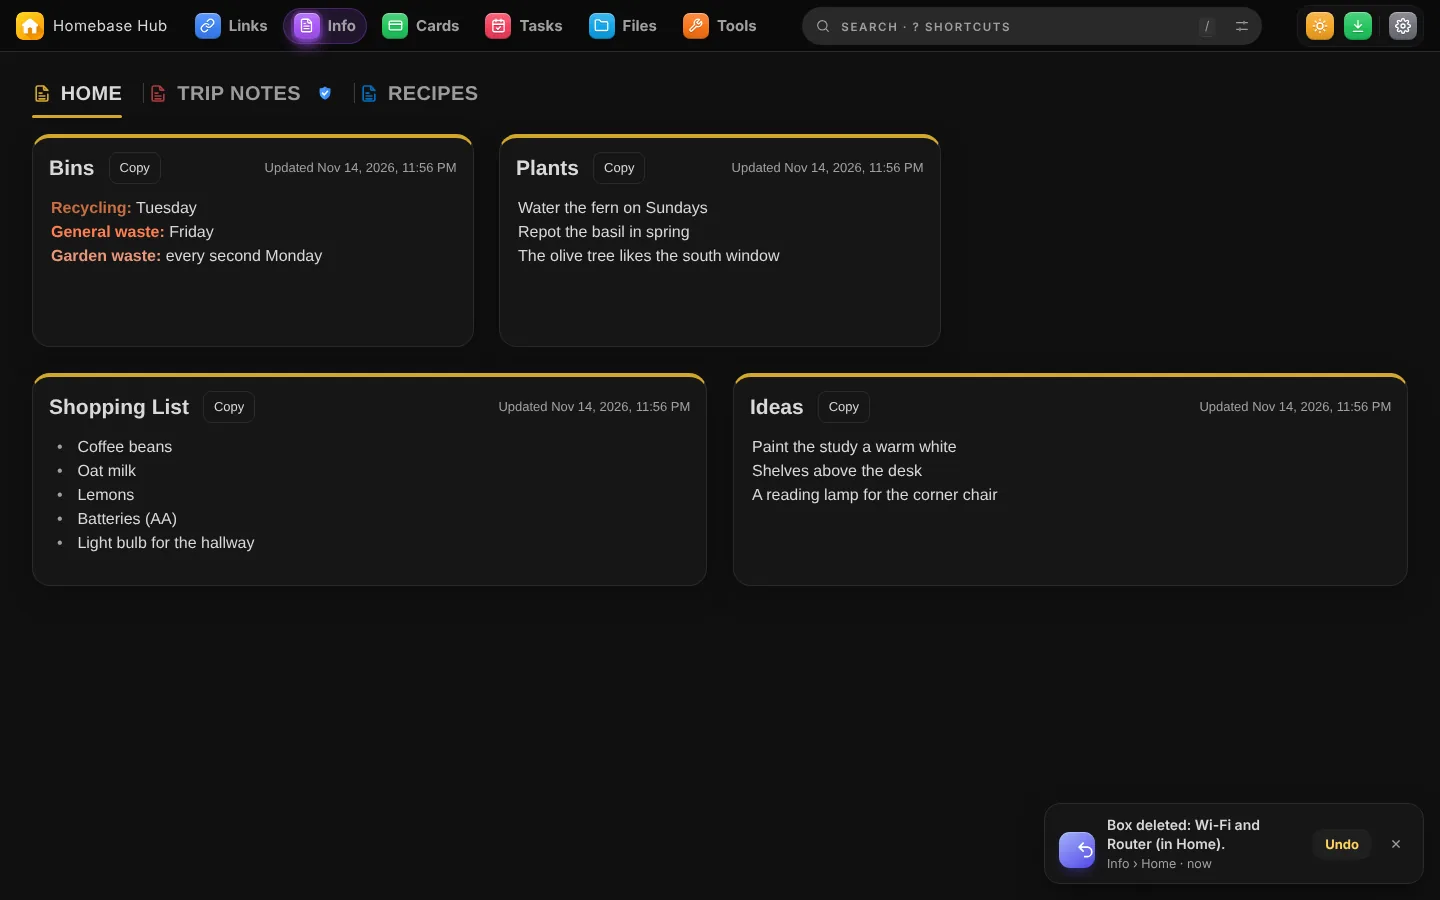 Homebase Hub
Links
Info
Cards
Tasks
Files
Tools
SEARCH · ? SHORTCUTS
/
HOME
TRIP NOTES
RECIPES
Bins
Copy
Updated Nov 14, 2026, 11:56 PM
Recycling: Tuesday
General waste: Friday
Garden waste: every second Monday
Plants
Copy
Updated Nov 14, 2026, 11:56 PM
Water the fern on Sundays
Repot the basil in spring
The olive tree likes the south window
Shopping List
Copy
Updated Nov 14, 2026, 11:56 PM
• Coffee beans
• Oat milk
• Lemons
• Batteries (AA)
• Light bulb for the hallway
Ideas
Copy
Updated Nov 14, 2026, 11:56 PM
Paint the study a warm white
Shelves above the desk
A reading lamp for the corner chair
Box deleted: Wi-Fi and
Router (in Home).
Info › Home · now
Undo